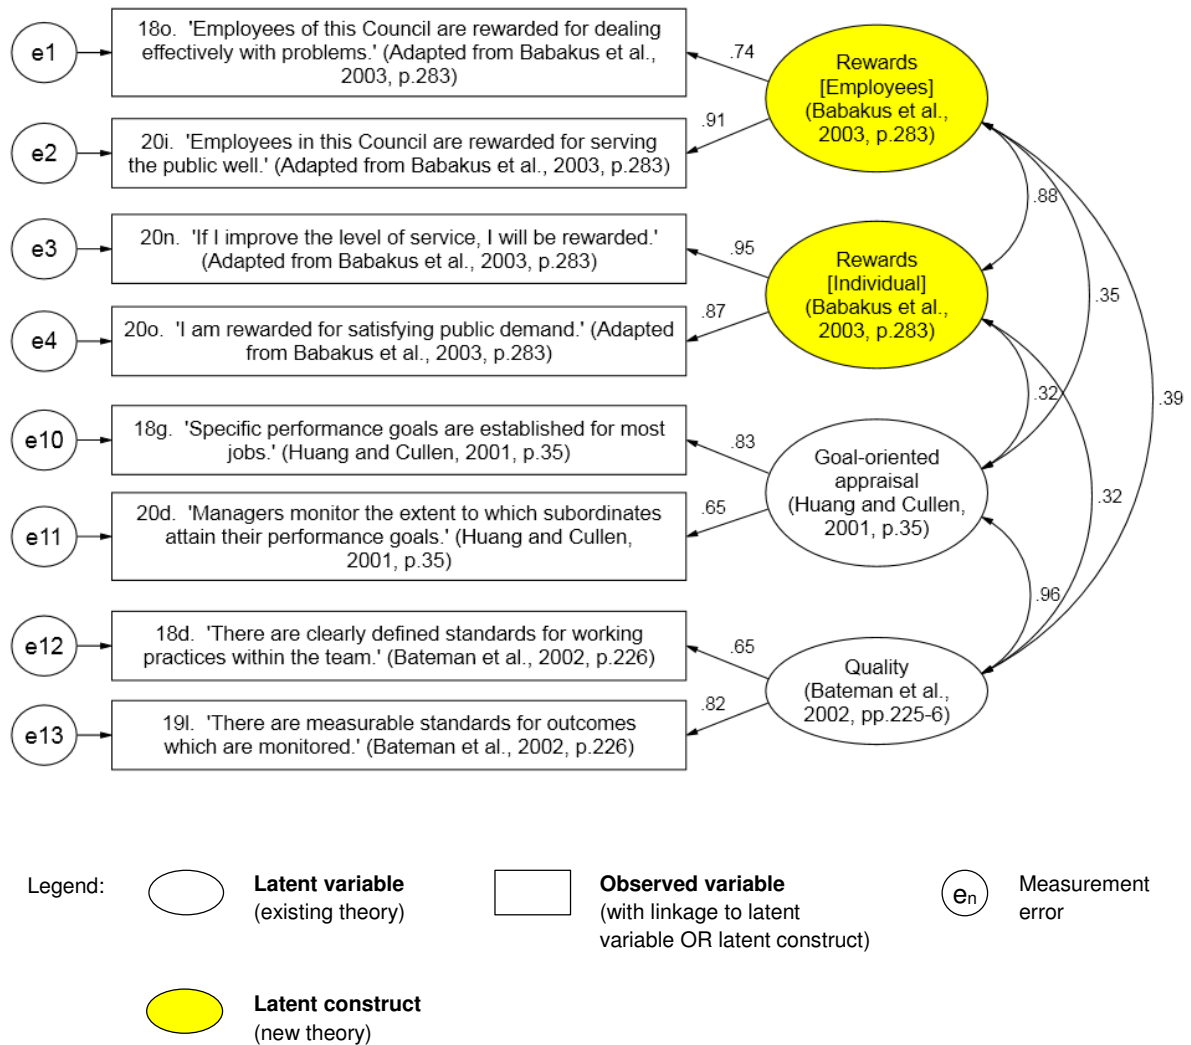 e1
18o.  'Employees of this Council are rewarded for dealing
effectively with problems.' (Adapted from Babakus et al.,
2003, p.283)
.74
Rewards
[Employees]
(Babakus et al.,
2003, p.283)
e2
20i.  'Employees in this Council are rewarded for serving
the public well.' (Adapted from Babakus et al., 2003, p.283)
.91
.88
e3
20n.  'If I improve the level of service, I will be rewarded.'
(Adapted from Babakus et al., 2003, p.283)
.95
Rewards
[Individual]
(Babakus et al.,
2003, p.283)
.35
e4
20o.  'I am rewarded for satisfying public demand.' (Adapted
from Babakus et al., 2003, p.283)
.87
.32
.39
e10
18g.  'Specific performance goals are established for most
jobs.' (Huang and Cullen, 2001, p.35)
.83
Goal-oriented
appraisal
(Huang and Cullen,
2001, p.35)
.32
e11
20d.  'Managers monitor the extent to which subordinates
attain their performance goals.' (Huang and Cullen,
2001, p.35)
.65
.96
e12
18d.  'There are clearly defined standards for working
practices within the team.' (Bateman et al., 2002, p.226)
.65
Quality
(Bateman et al.,
2002, pp.225-6)
e13
19l.  'There are measurable standards for outcomes
which are monitored.' (Bateman et al., 2002, p.226)
.82
Legend:
Latent variable
(existing theory)
Observed variable
(with linkage to latent
variable OR latent construct)
en
Measurement
error
Latent construct
(new theory)